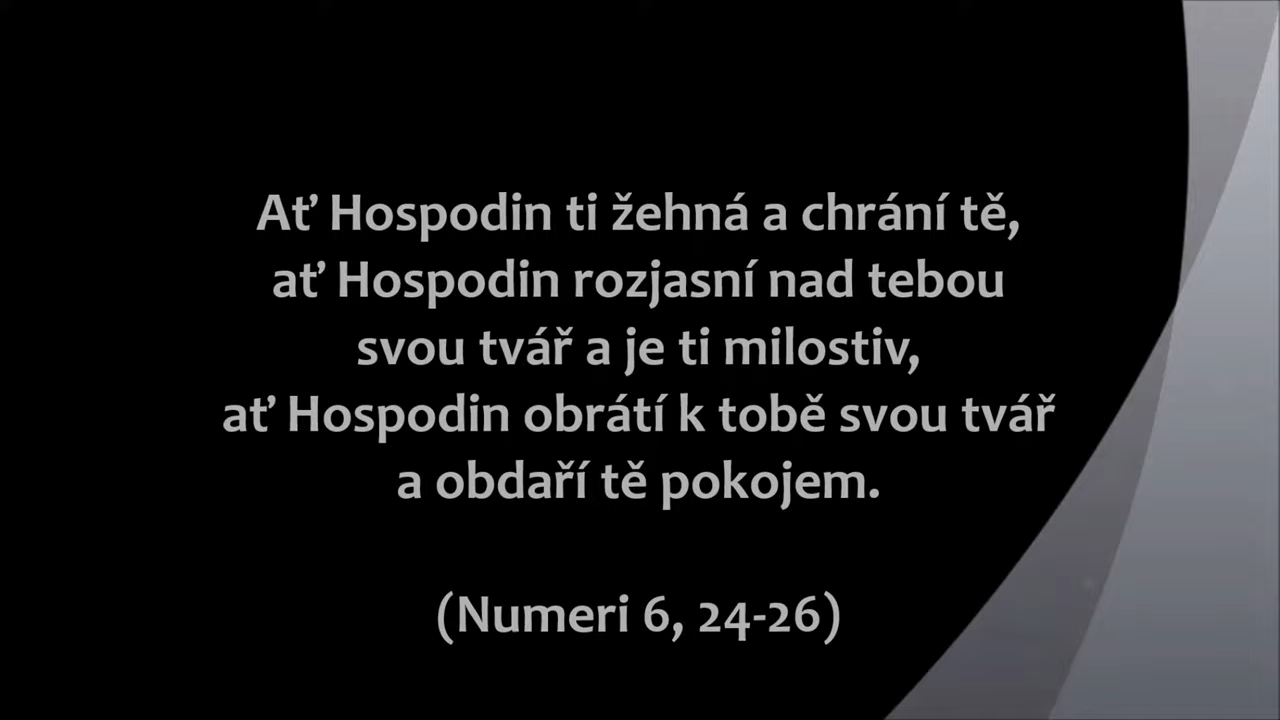 Ať Hospodin ti žehná a chrání tě,
ať Hospodin rozjasní nad tebou
svou tvář a je ti milostiv,
ať Hospodin obrátí k tobě svou tvář
a obdaří tě pokojem.
(Numeri 6, 24-26)